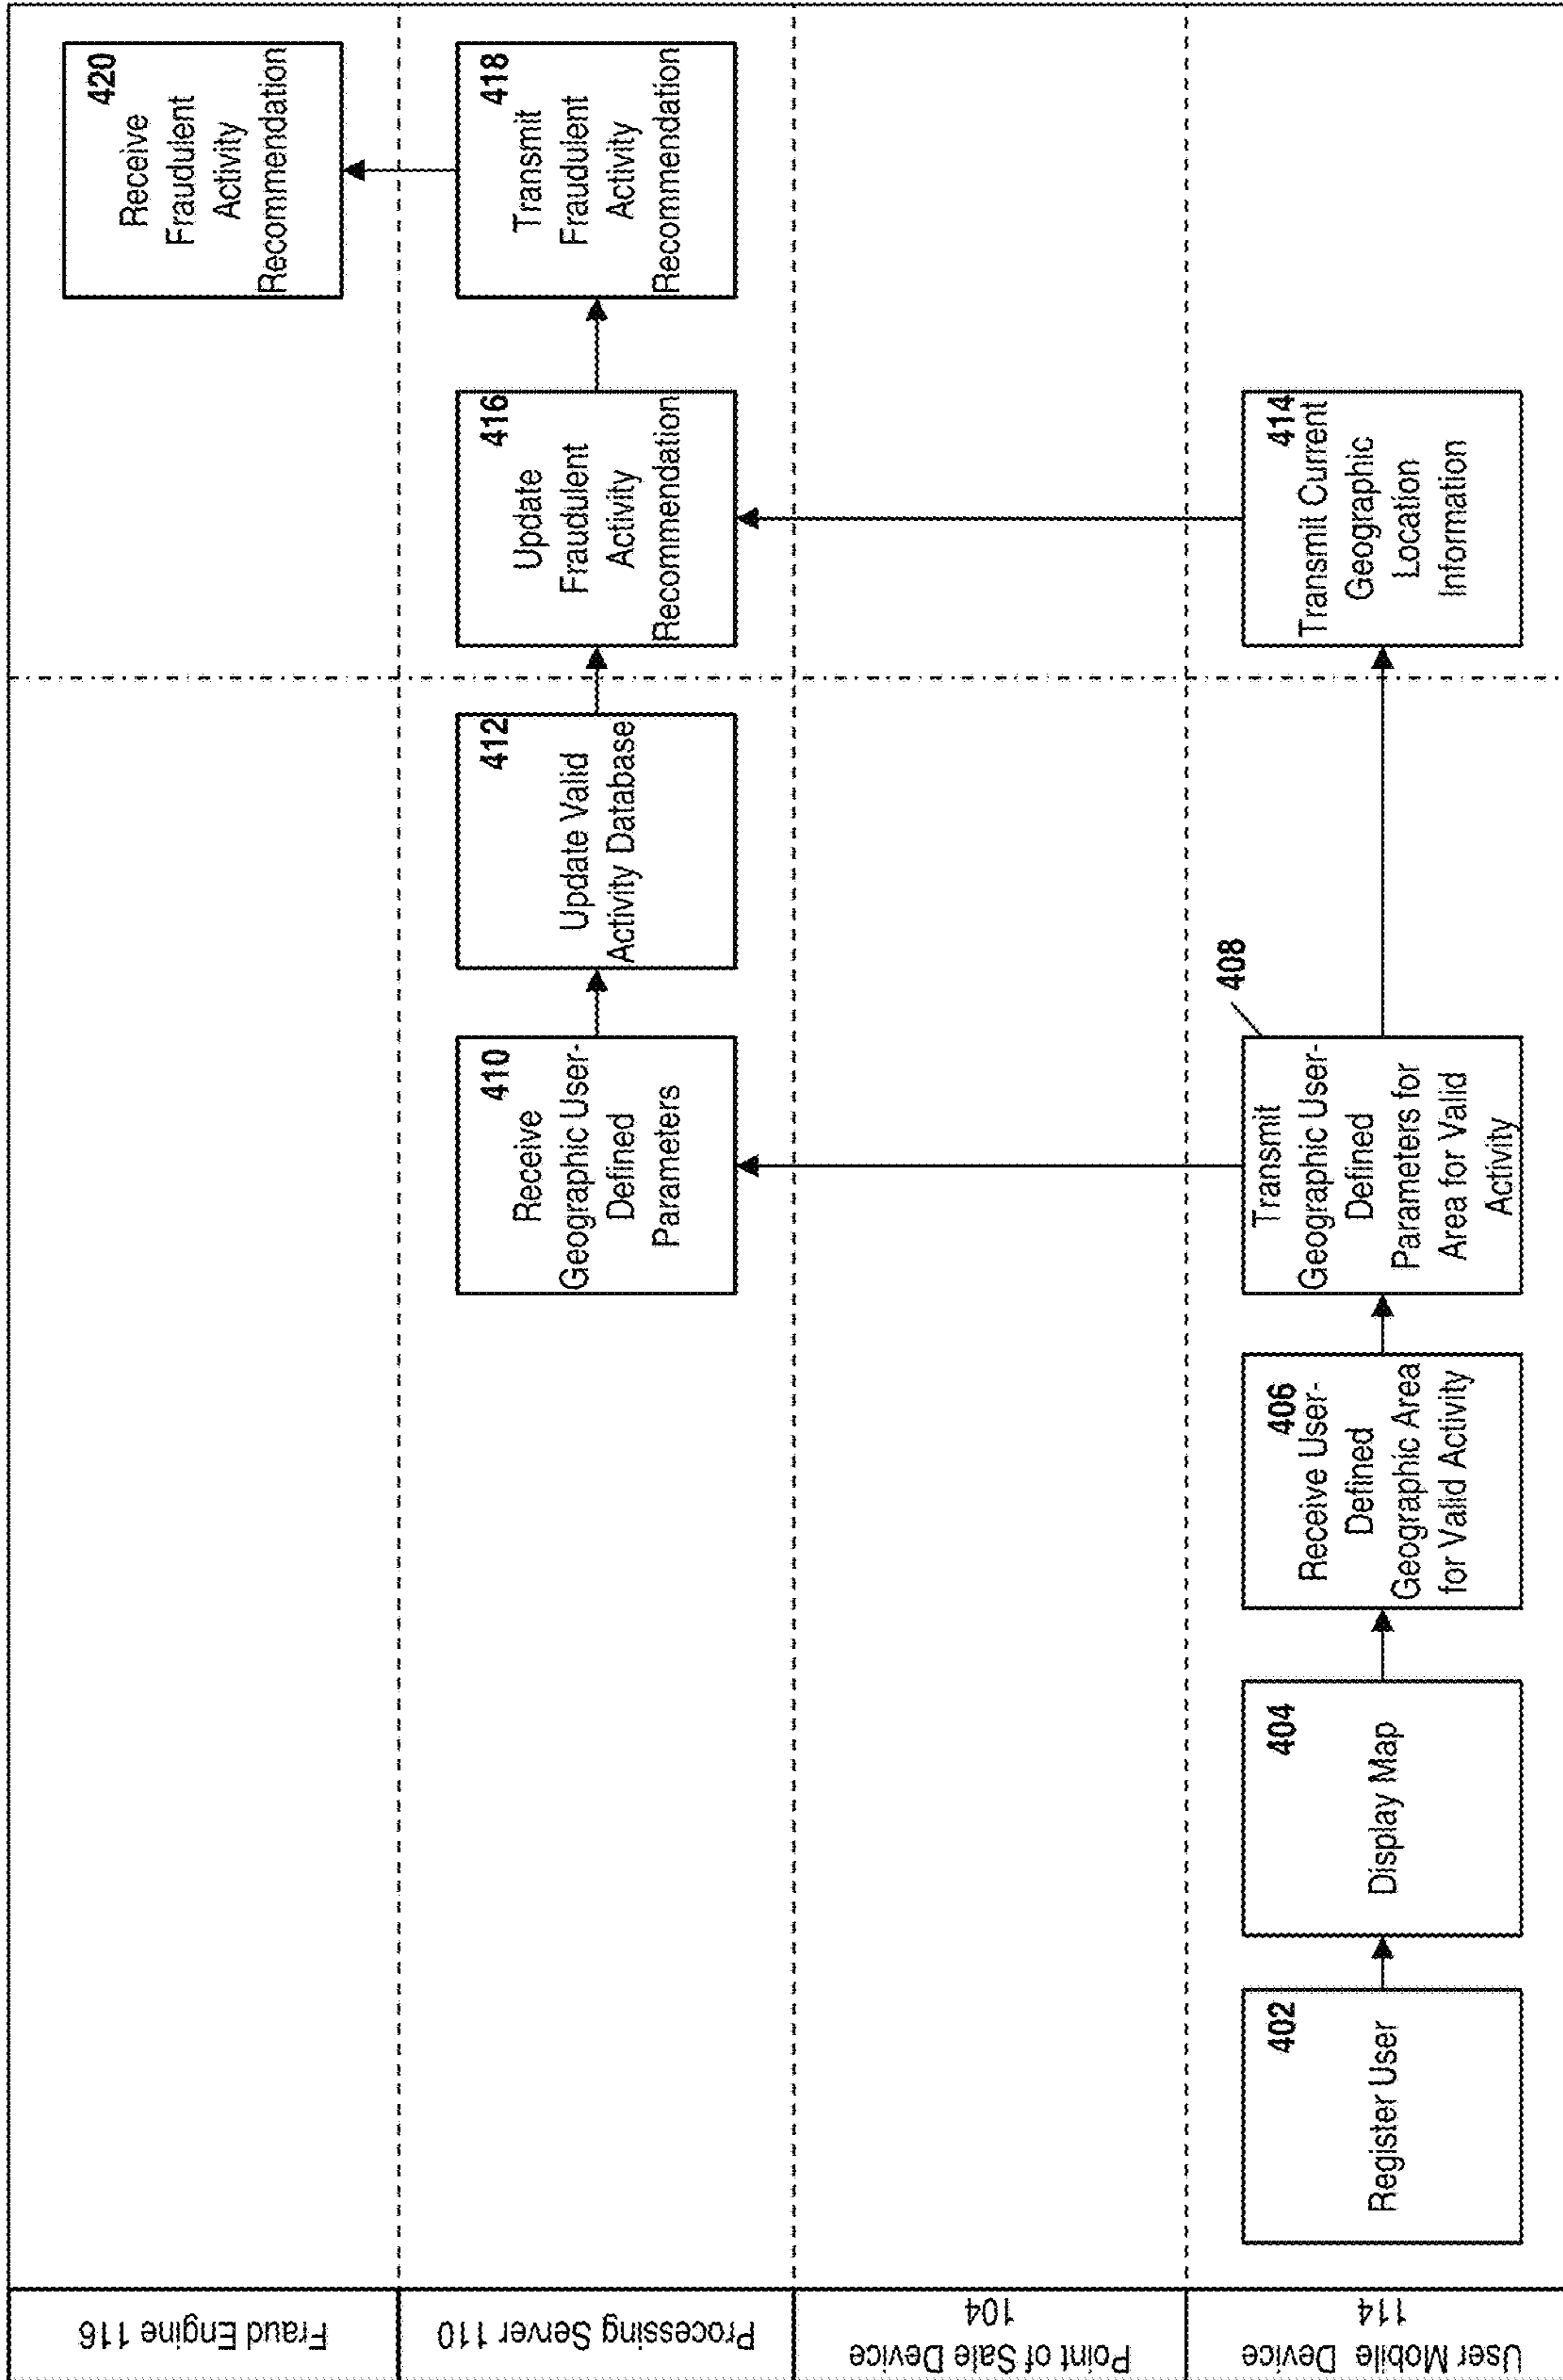 Fraud Engine 116
Processing Server 110
Point of Sale Device
104
User Mobile Device
114
402
Register User
404
Display Map
406
Receive User-
Defined
Geographic Area
for Valid Activity
408
Transmit
Geographic User-
Defined
Parameters for
Area for Valid
Activity
410
Receive
Geographic User-
Defined
Parameters
412
Update Valid
Activity Database
414
Transmit Current
Geographic
Location
Information
416
Update
Fraudulent
Activity
Recommendation
418
Transmit
Fraudulent
Activity
Recommendation
420
Receive
Fraudulent
Activity
Recommendation